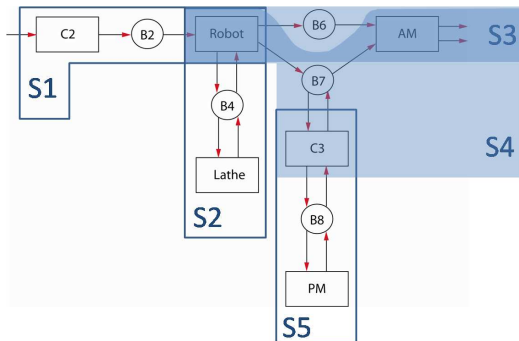 C2 B2 Robot B6 AM S3
S1 B7
B4 S4
C3
Lathe
S2 B8
PM
S5